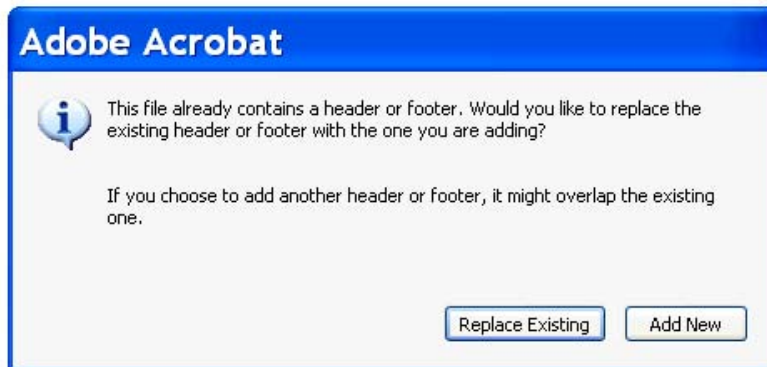 Adobe Acrobat
This file already contains a header or footer. Would you like to replace the
existing header or footer with the one you are adding?
If you choose to add another header or footer, it might overlap the existing
one.
Replace Existing
Add New